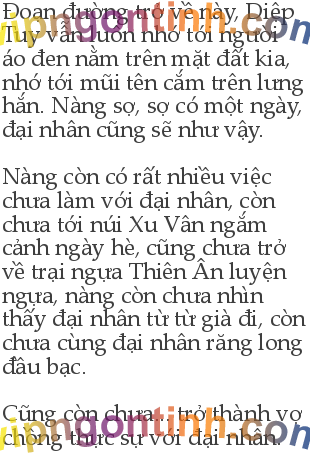 Đoạn đường trở về này, Diệp
Tuy vẫn luôn nhớ tới người
áo đen nằm trên mặt đất kia,
nhớ tới mũi tên cắm trên lưng
hắn. Nàng sợ, sợ có một ngày,
đại nhân cũng sẽ như vậy.
Nàng còn có rất nhiều việc
chưa làm với đại nhân, còn
chưa tới núi Xu Vân ngắm
cảnh ngày hè, cũng chưa trở
về trại ngựa Thiên Ân luyện
ngựa, nàng còn chưa nhìn
thấy đại nhân từ từ già đi, còn
chưa cùng đại nhân răng long
đầu bạc.
Cũng còn chưa... trở thành vợ
chồng thực sự với đại nhân.